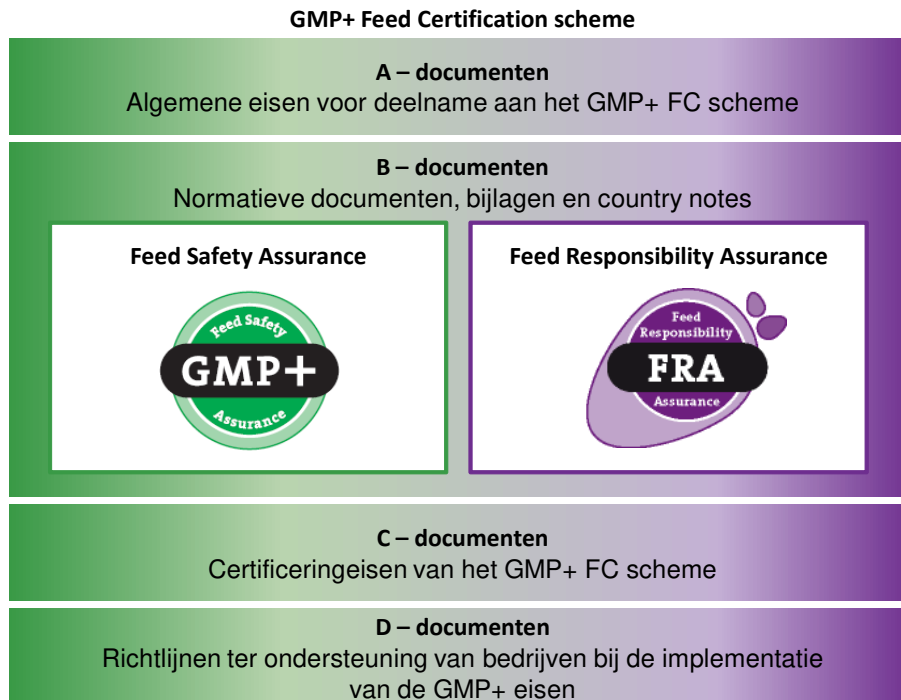 GMP+ Feed Certification scheme
A – documenten
Algemene eisen voor deelname aan het GMP+ FC scheme
B – documenten
Normatieve documenten, bijlagen en country notes
Feed Safety Assurance
Feed Safety
GMP+
Assurance
Feed Responsibility Assurance
Feed
Responsibility
FRA
Assurance
C – documenten
Certificeringeisen van het GMP+ FC scheme
D – documenten
Richtlijnen ter ondersteuning van bedrijven bij de implementatie
van de GMP+ eisen